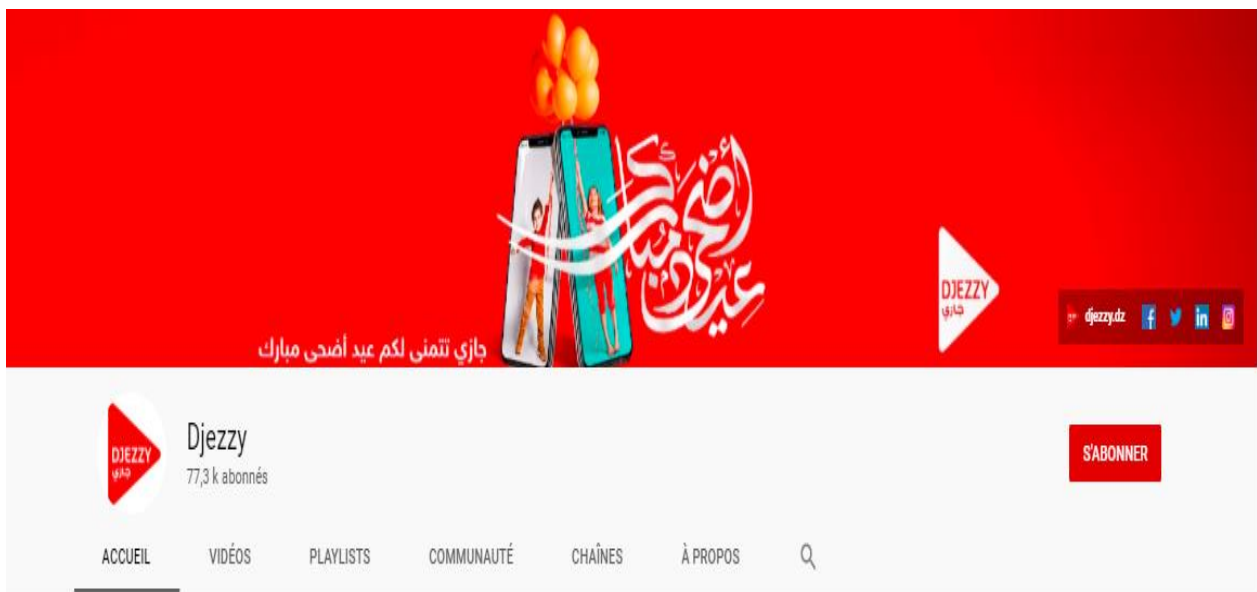 عيد أضحى مبارك
جازي تتمنى لكم عيد أضحى مبارك
DJEZZY
جازي
djezzy.dz
DJEZZY
جازي
Djezzy
77,3 k abonnés
S'ABONNER
ACCUEIL VIDÉOS PLAYLISTS COMMUNAUTÉ CHAÎNES À PROPOS